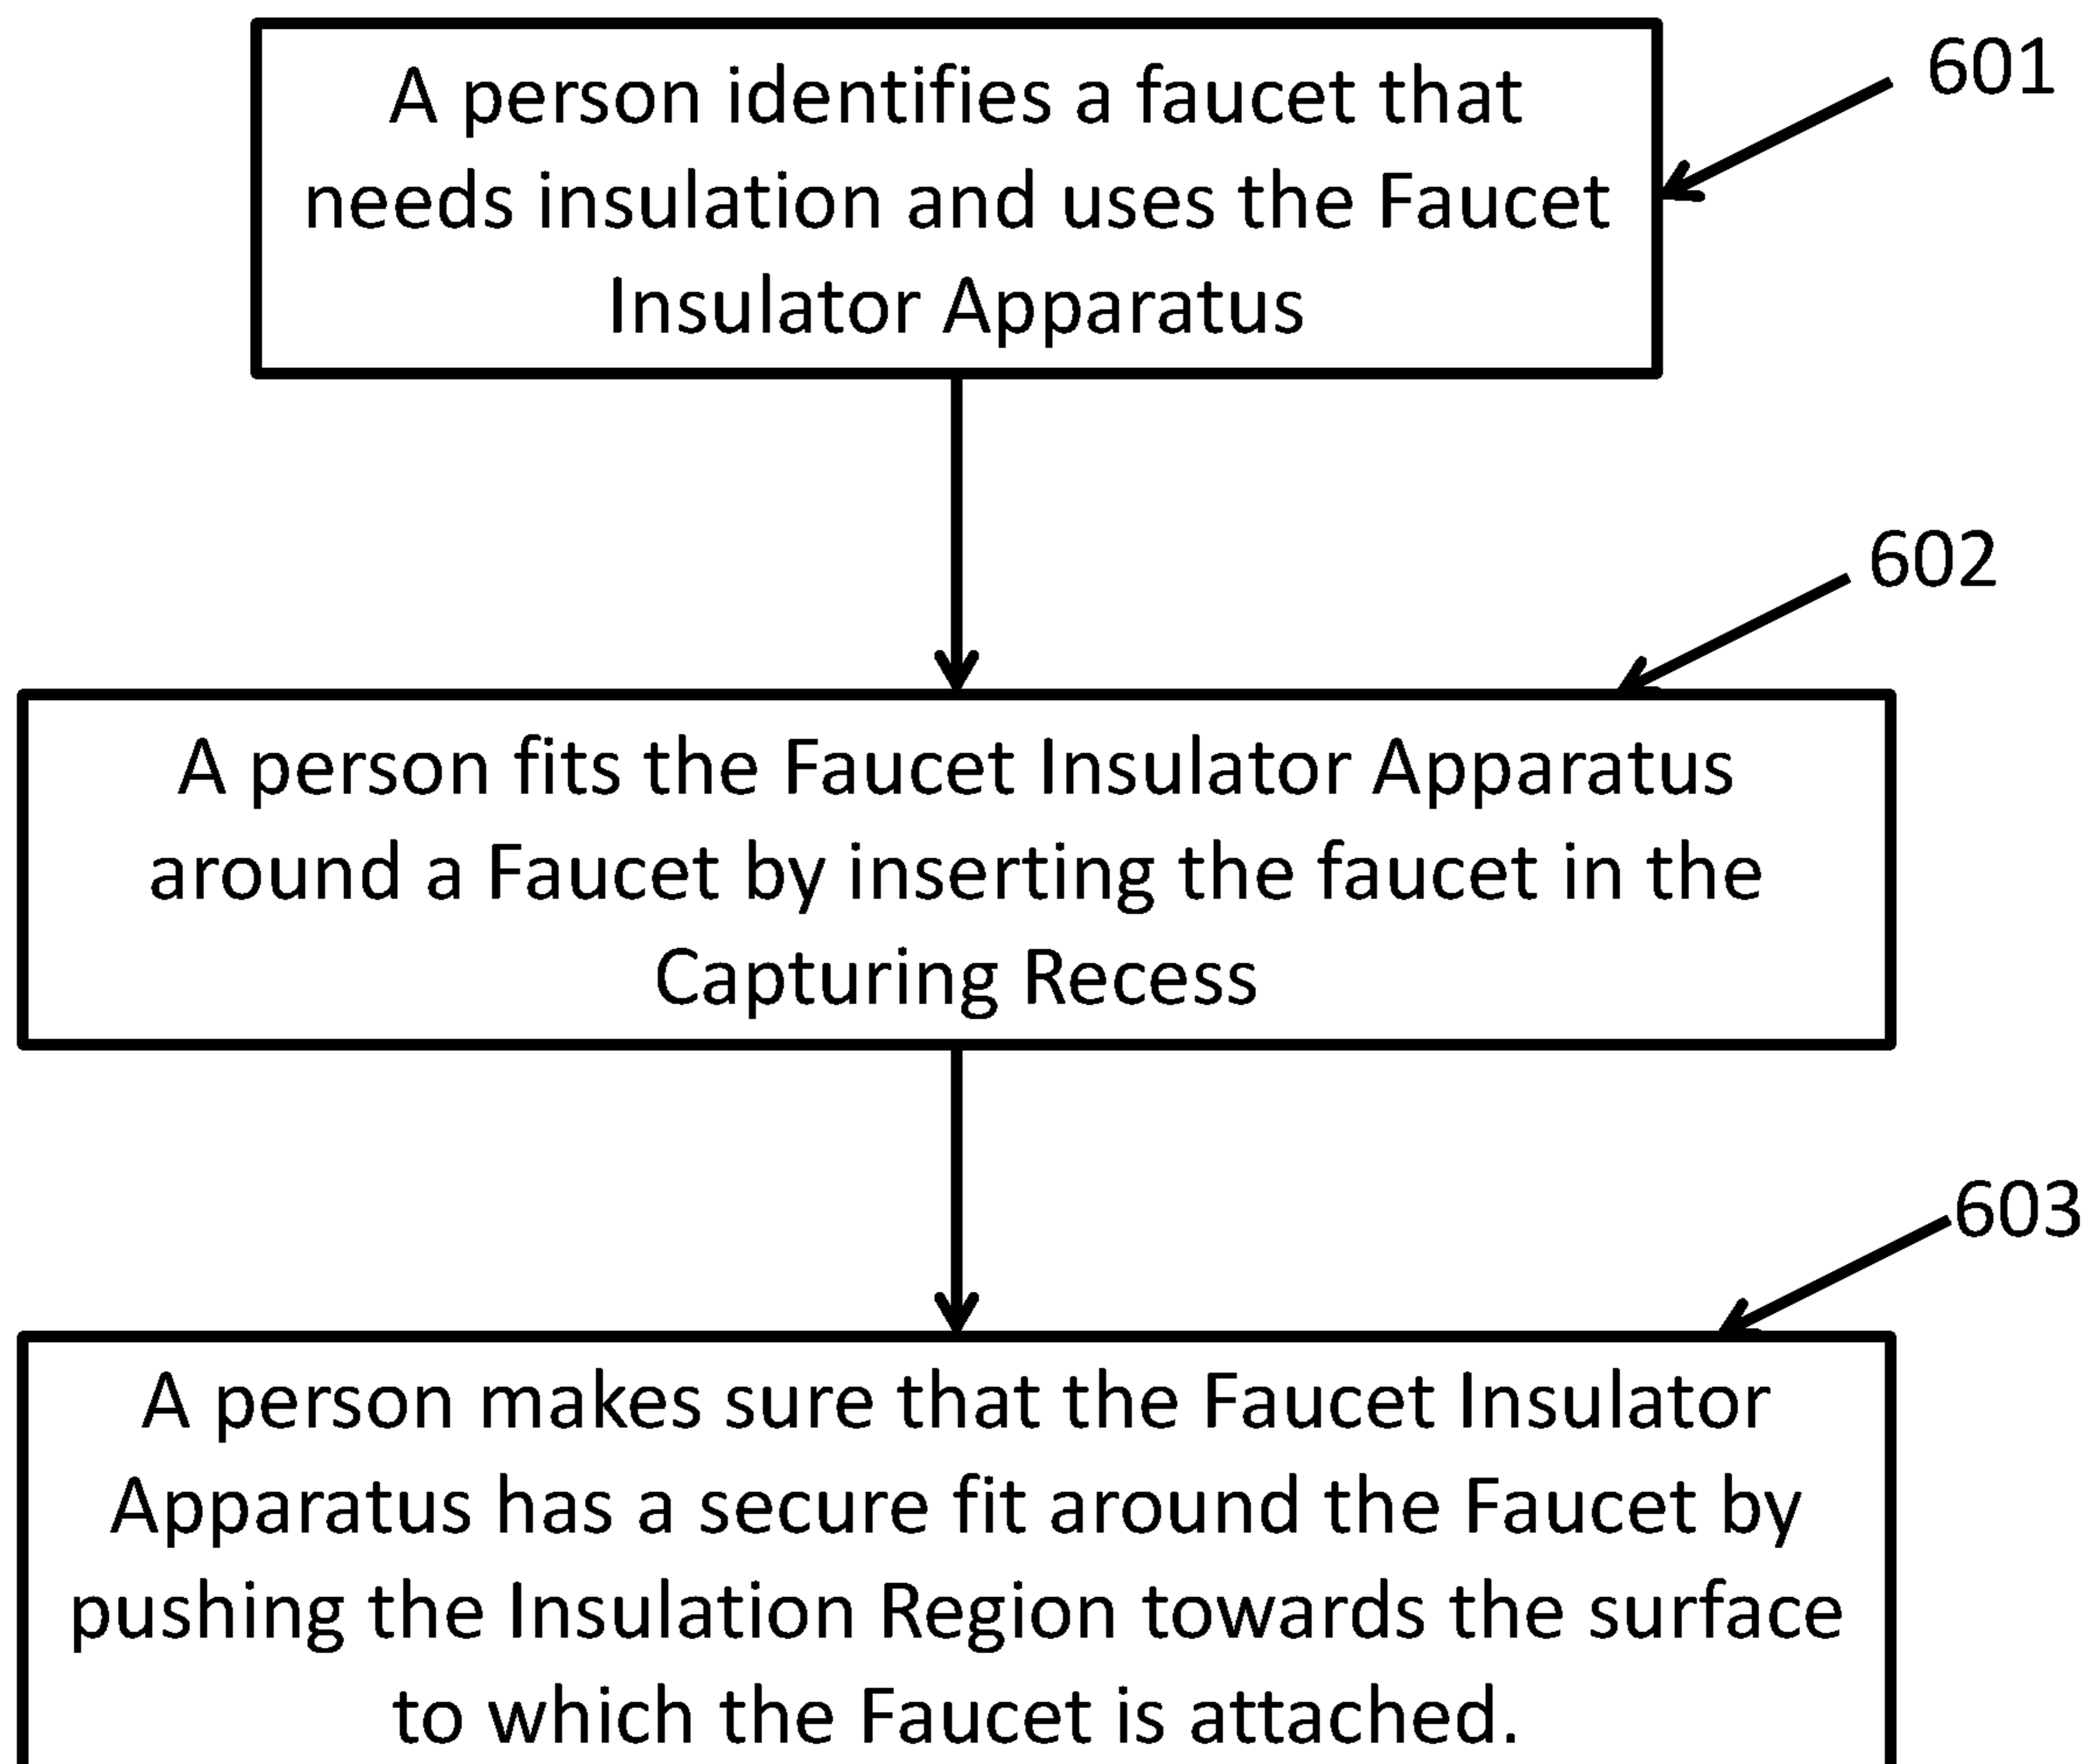 A person identifies a faucet that
needs insulation and uses the Faucet
Insulator Apparatus
601
602
A person fits the Faucet Insulator Apparatus
around a Faucet by inserting the faucet in the
Capturing Recess
603
A person makes sure that the Faucet Insulator
Apparatus has a secure fit around the Faucet by
pushing the Insulation Region towards the surface
to which the Faucet is attached.